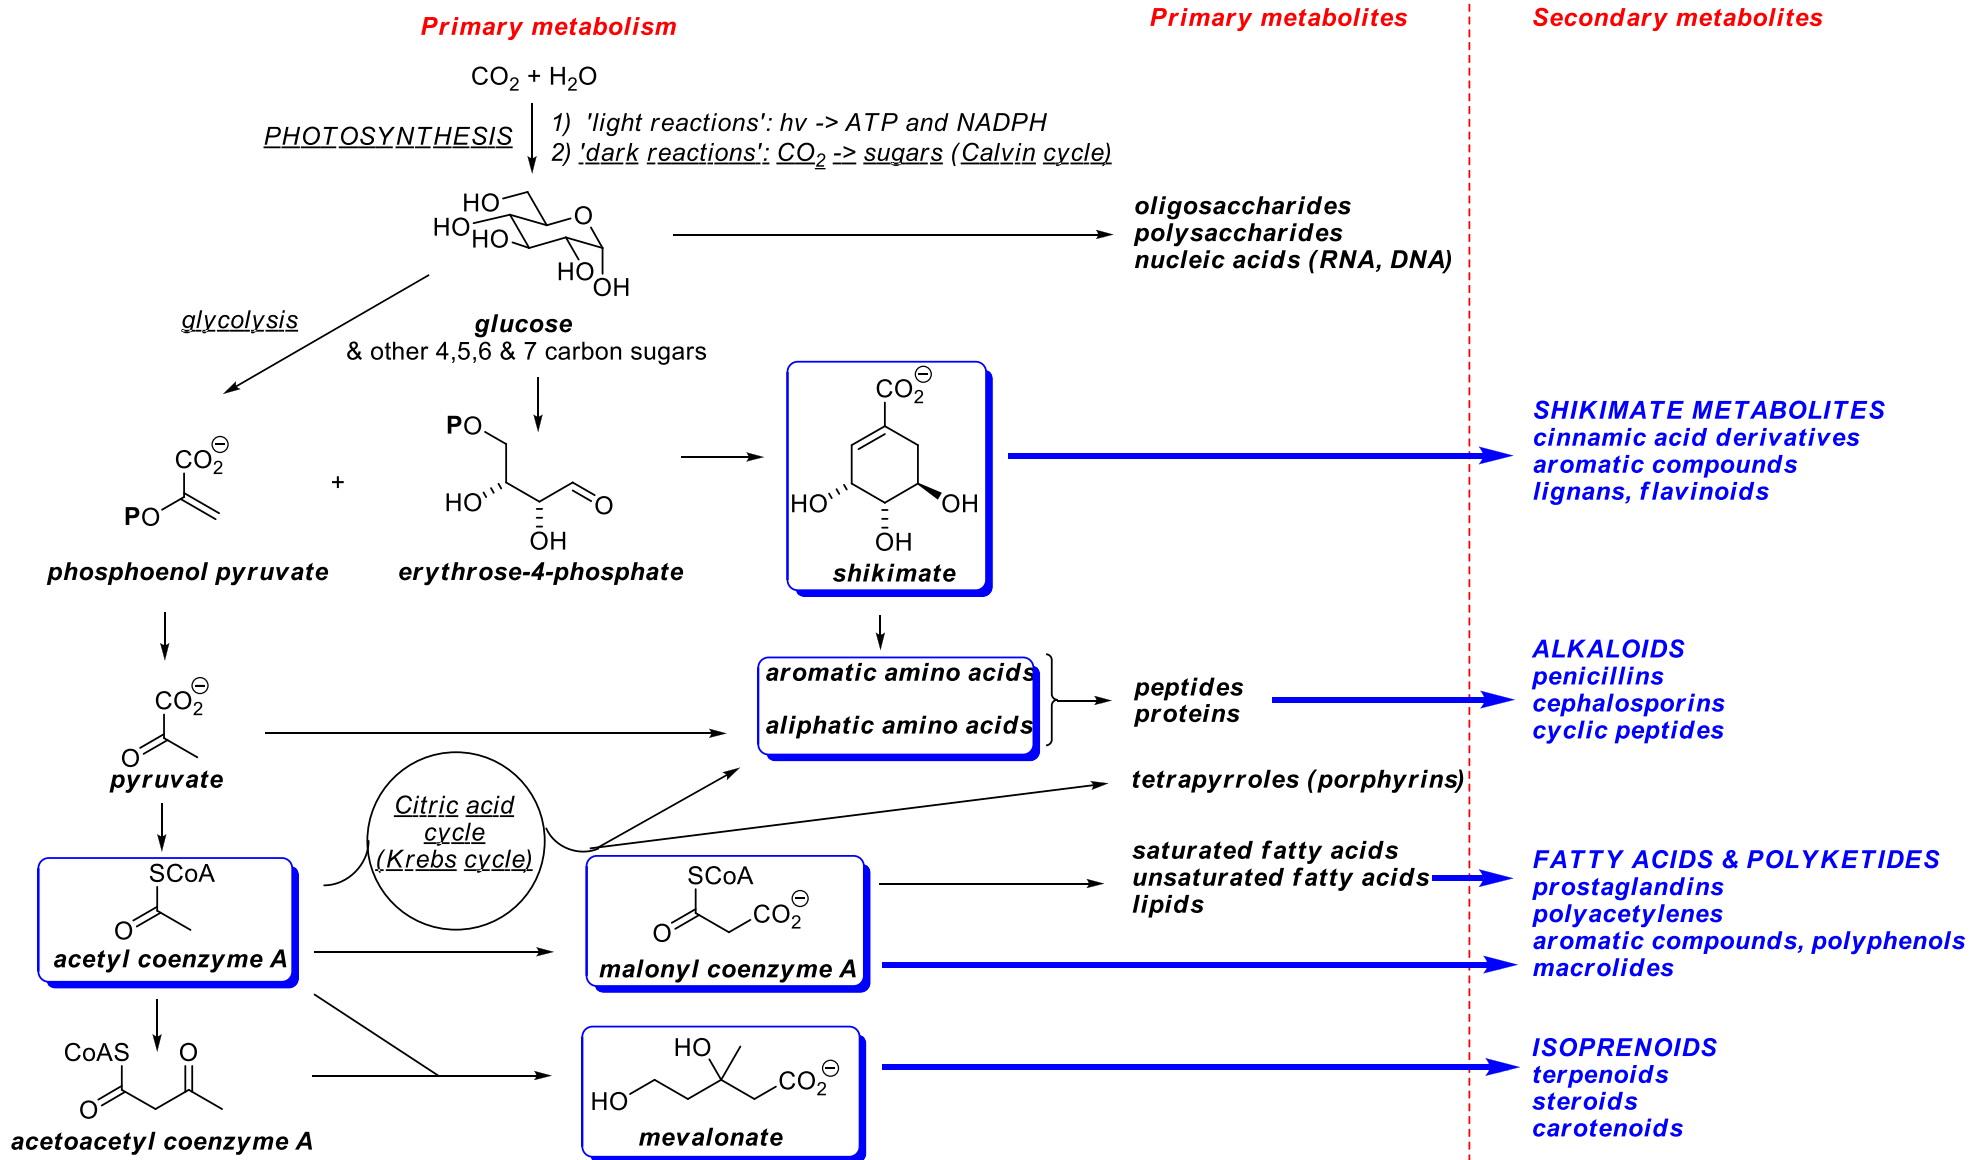 Primary metabolism
Primary metabolites
Secondary metabolites
CO2 + H2O
PHOTOSYNTHESIS
1) 'light reactions': hv -> ATP and NADPH
2) 'dark reactions': CO2 -> sugars (Calvin cycle)
HO
O
HO
HO
HO
OH
oligosaccharides
polysaccharides
nucleic acids (RNA, DNA)
glycolysis
glucose
& other 4,5,6 & 7 carbon sugars
CO2⊖
PO
phosphoenol pyruvate
+
PO
HO
O
OH
erythrose-4-phosphate
CO2⊖
HO
OH
OH
shikimate
SHIKIMATE METABOLITES
cinnamic acid derivatives
aromatic compounds
lignans, flavinoids
CO2⊖
O
pyruvate
aromatic amino acids
aliphatic amino acids
peptides
proteins
ALKALOIDS
penicillins
cephalosporins
cyclic peptides
tetrapyrroles (porphyrins)
Citric acid
cycle
(Krebs cycle)
SCoA
O
acetyl coenzyme A
SCoA
O
CO2⊖
malonyl coenzyme A
saturated fatty acids
unsaturated fatty acids
lipids
FATTY ACIDS & POLYKETIDES
prostaglandins
polyacetylenes
aromatic compounds, polyphenols
macrolides
CoAS
O
O
acetoacetyl coenzyme A
HO
CO2⊖
HO
mevalonate
ISOPRENOIDS
terpenoids
steroids
carotenoids